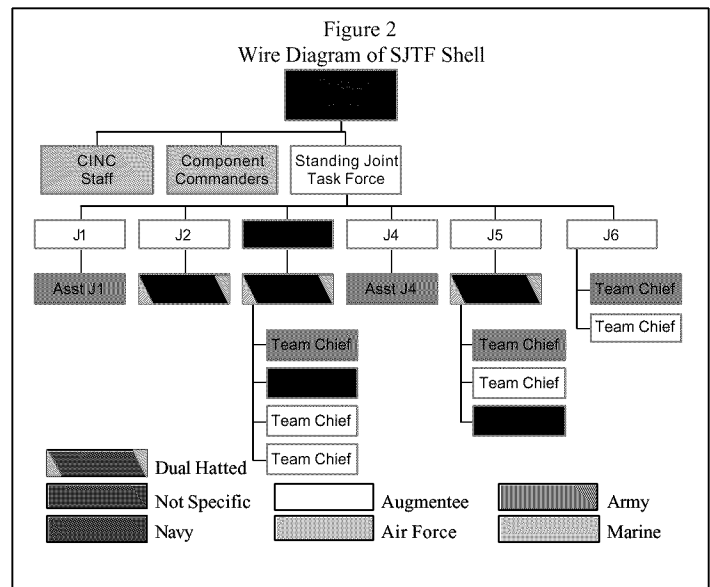 Figure 2
Wire Diagram of SJTF Shell
CINC
Staff
Component
Commanders
Standing Joint
Task Force
J1
J2
J4
J5
J6
Asst J1
Asst J4
Team Chief
Team Chief
Team Chief
Team Chief
Team Chief
Team Chief
Team Chief
Dual Hatted
Not Specific
Augmentee
Army
Navy
Air Force
Marine